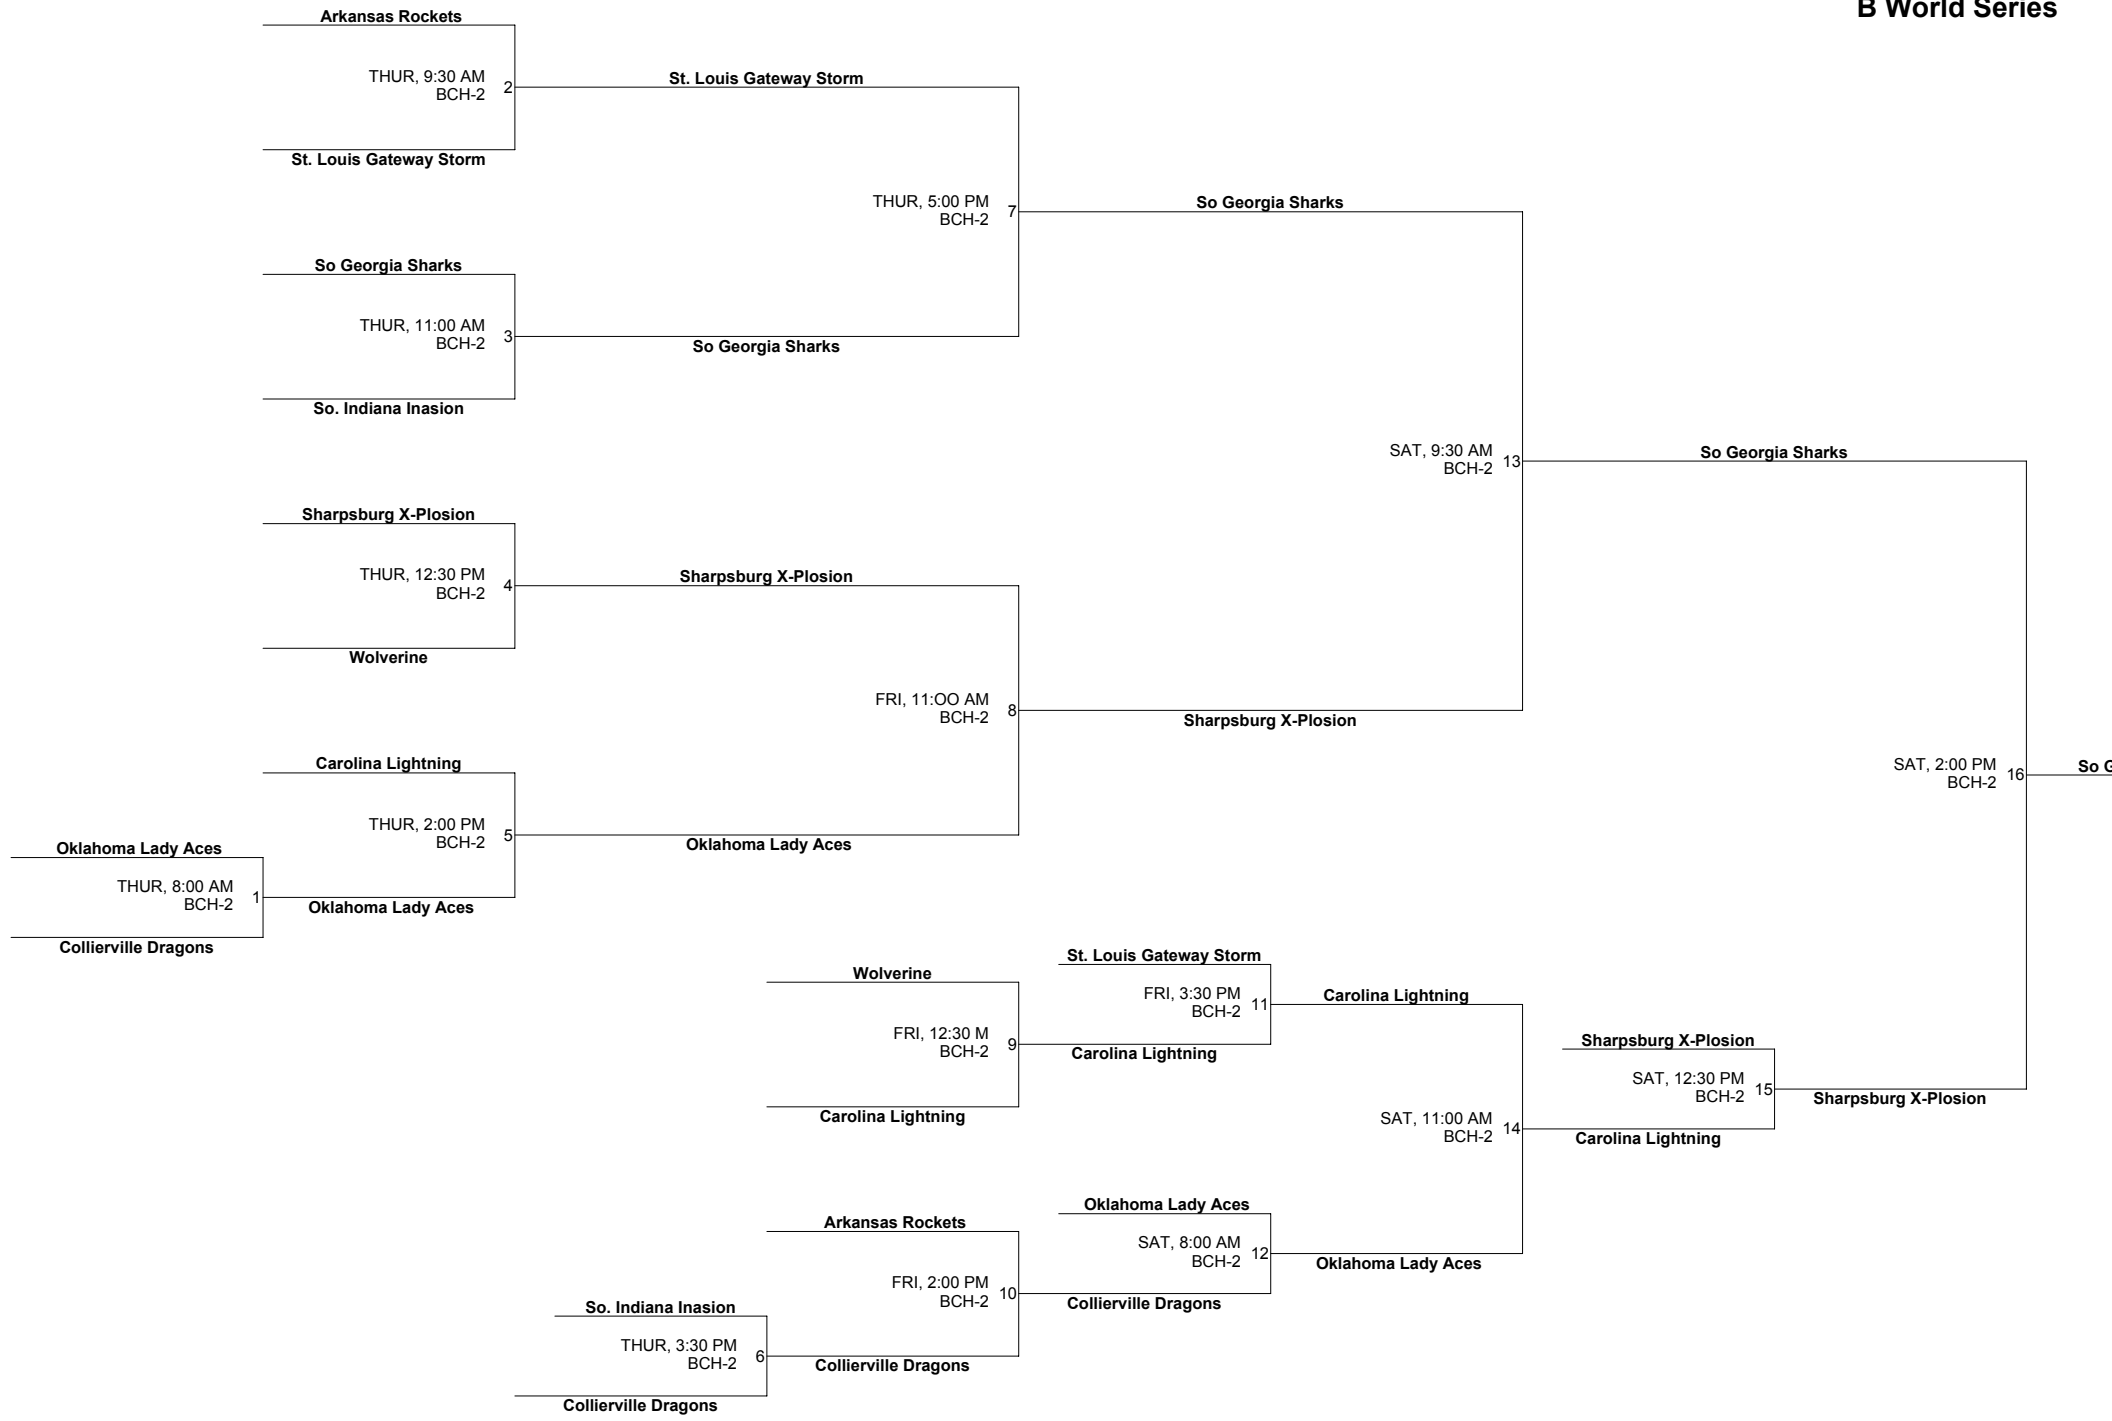 B World Series
Arkansas Rockets
THUR, 9:30 AM
BCH-2
2
St. Louis Gateway Storm
St. Louis Gateway Storm
THUR, 5:00 PM
BCH-2
7
So Georgia Sharks
So Georgia Sharks
THUR, 11:00 AM
BCH-2
3
So Georgia Sharks
So. Indiana Inasion
SAT, 9:30 AM
BCH-2
13
So Georgia Sharks
Sharpsburg X-Plosion
THUR, 12:30 PM
BCH-2
4
Sharpsburg X-Plosion
Wolverine
FRI, 11:OO AM
BCH-2
8
Sharpsburg X-Plosion
Carolina Lightning
THUR, 2:00 PM
BCH-2
5
Oklahoma Lady Aces
SAT, 2:00 PM
BCH-2
16
So G
Oklahoma Lady Aces
THUR, 8:00 AM
BCH-2
1
Oklahoma Lady Aces
Collierville Dragons
St. Louis Gateway Storm
Wolverine
FRI, 3:30 PM
BCH-2
11
Carolina Lightning
FRI, 12:30 M
BCH-2
9
Carolina Lightning
Carolina Lightning
Sharpsburg X-Plosion
SAT, 12:30 PM
BCH-2
15
Sharpsburg X-Plosion
SAT, 11:00 AM
BCH-2
14
Carolina Lightning
Oklahoma Lady Aces
Arkansas Rockets
SAT, 8:00 AM
BCH-2
12
Oklahoma Lady Aces
FRI, 2:00 PM
BCH-2
10
Collierville Dragons
So. Indiana Inasion
THUR, 3:30 PM
BCH-2
6
Collierville Dragons
Collierville Dragons